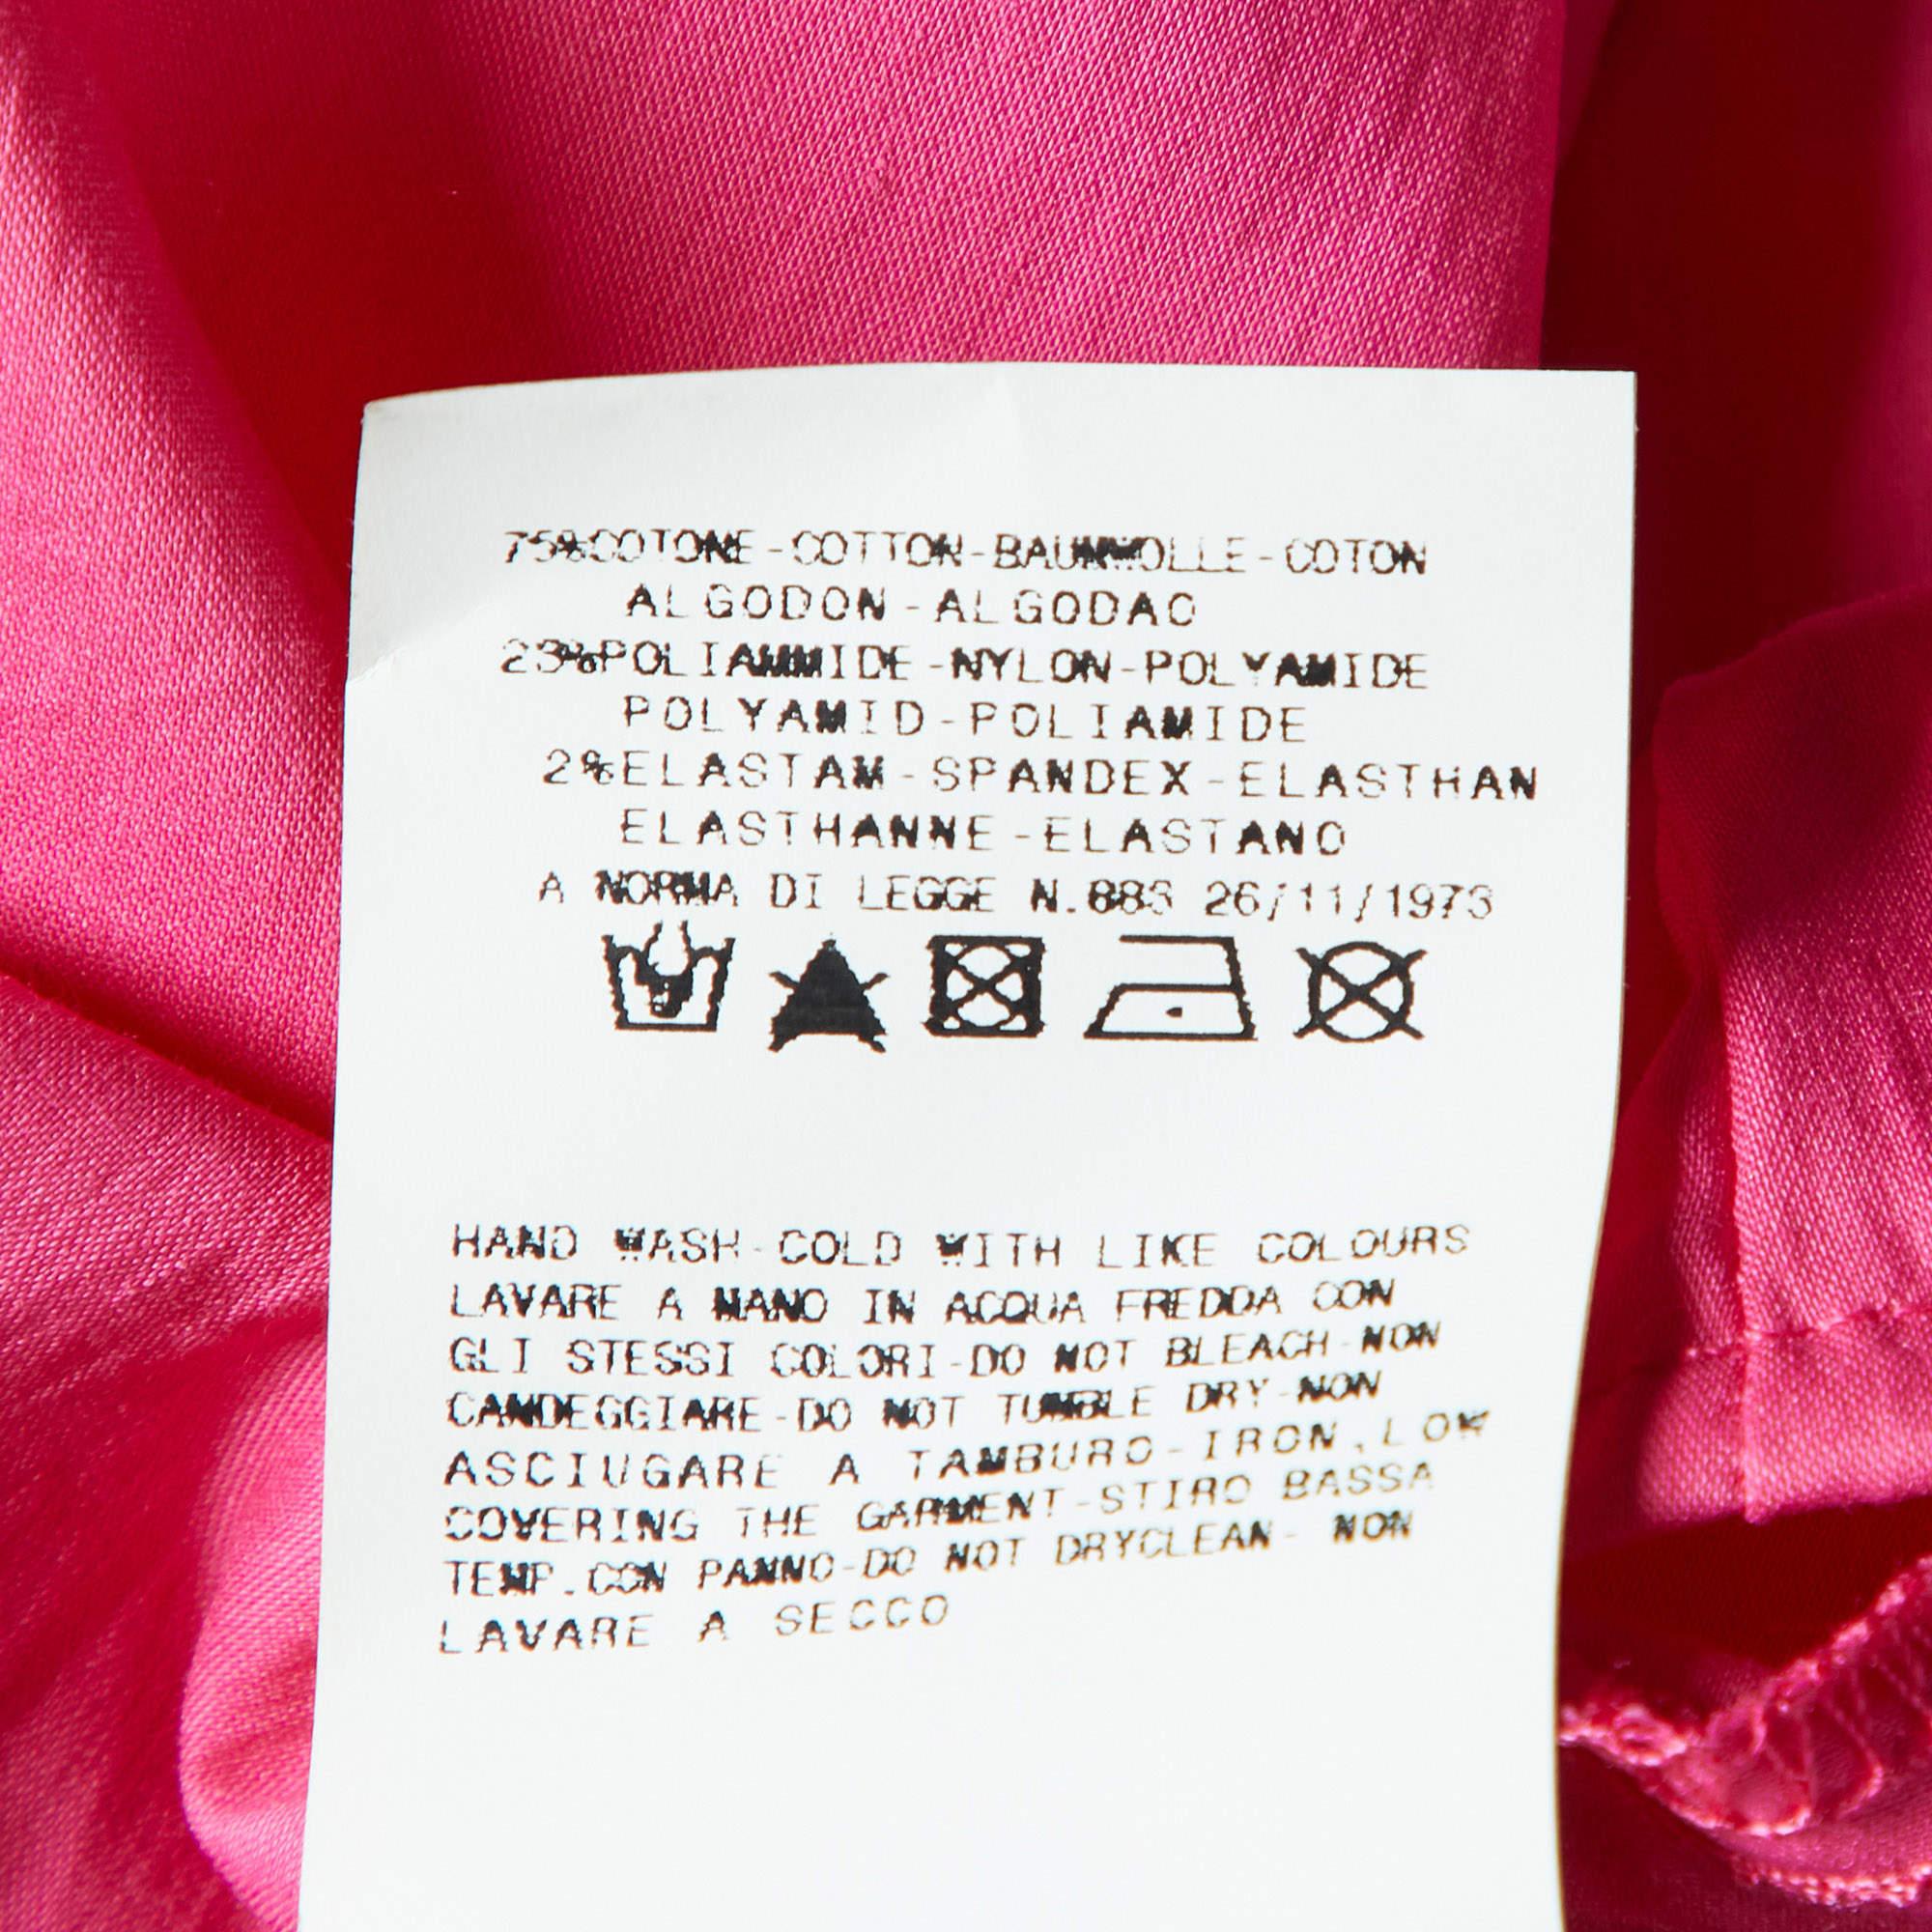 75%COTONE-COTTON-BAUMWOLLE-COTON
ALGODON-ALGODAO
23%POLIAMMIDE-NYLON-POLYAMIDE
POLYAMID-POLIAMIDE
2%ELASTAM-SPANDEX-ELASTHAN
ELASTHANNE-ELASTANO
A NORMA DI LEGGE N.883 26/11/1973
HAND WASH-COLD WITH LIKE COLOURS
LAVARE A MANO IN ACQUA FREDDA CON
GLI STESSI COLORI-DO NOT BLEACH-NON
CANDEGGIARE-DO NOT TUMBLE DRY-NON
ASCIUGARE A TAMBURO-IRON,LOW
COVERING THE GARMENT-STIRO BASSA
TEMP.CON PANNO-DO NOT DRYCLEAN- NON
LAVARE A SECCO